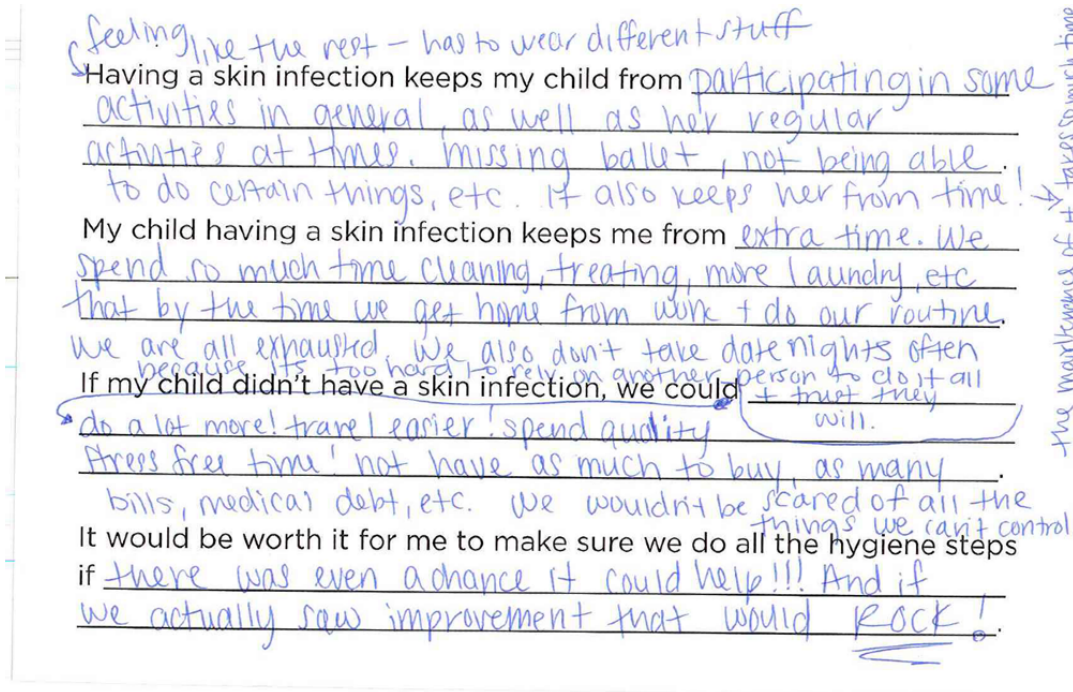 feeling like the rest - has to wear different stuff
Having a skin infection keeps my child from participating in some
activities in general, as well as her regular
activities at times. missing ballet, not being able
to do certain things, etc. It also keeps her from time! →
the maintenance of it takes so much time
My child having a skin infection keeps me from extra time. We
spend so much time cleaning, treating, more laundry, etc
that by the time we get home from work + do our routine.
we are all exhausted. We also don't take date nights often
because its too hard to rely on another person to do it all
+ trust they
will.
If my child didn't have a skin infection, we could
do a lot more! travel easier! spend quality
stress free time! not have as much to buy, as many
bills, medical debt, etc. We wouldn't be scared of all the
things we can't control
It would be worth it for me to make sure we do all the hygiene steps
if there was even a chance it could help!!! And if
we actually saw improvement that would ROCK!